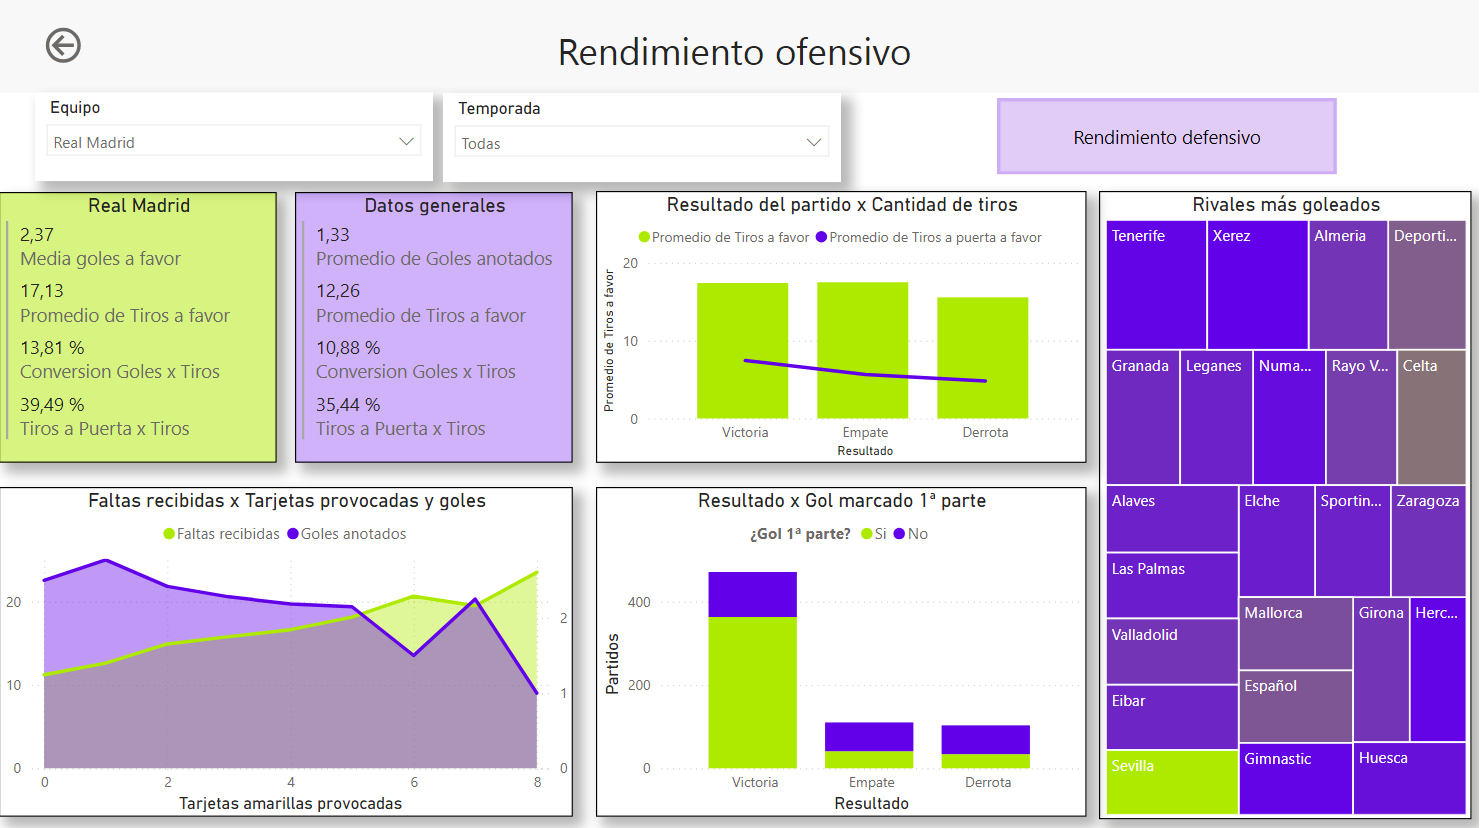 Rendimiento ofensivo
Equipo
Real Madrid
Temporada
Todas
Rendimiento defensivo
Real Madrid
2,37
Media goles a favor
17,13
Promedio de Tiros a favor
13,81 %
Conversion Goles x Tiros
39,49 %
Tiros a Puerta x Tiros
Datos generales
1,33
Promedio de Goles anotados
12,26
Promedio de Tiros a favor
10,88 %
Conversion Goles x Tiros
35,44 %
Tiros a Puerta x Tiros
Resultado del partido x Cantidad de tiros
Promedio de Tiros a favor Promedio de Tiros a puerta a favor
Promedio de Tiros a favor
20
10
0
Victoria Empate Derrota
Resultado
Rivales más goleados
Tenerife Xerez Almeria Deporti...
Granada Leganes Numa... Rayo V... Celta
Alaves Elche Sportin... Zaragoza
Las Palmas
Mallorca Girona Herc...
Valladolid
Español
Eibar
Sevilla Gimnastic Huesca
Faltas recibidas x Tarjetas provocadas y goles
Faltas recibidas Goles anotados
20
10
0
2
1
0
0 2 4 6 8
Tarjetas amarillas provocadas
Resultado x Gol marcado 1ª parte
¿Gol 1ª parte? Si No
Partidos
400
200
0
Victoria Empate Derrota
Resultado